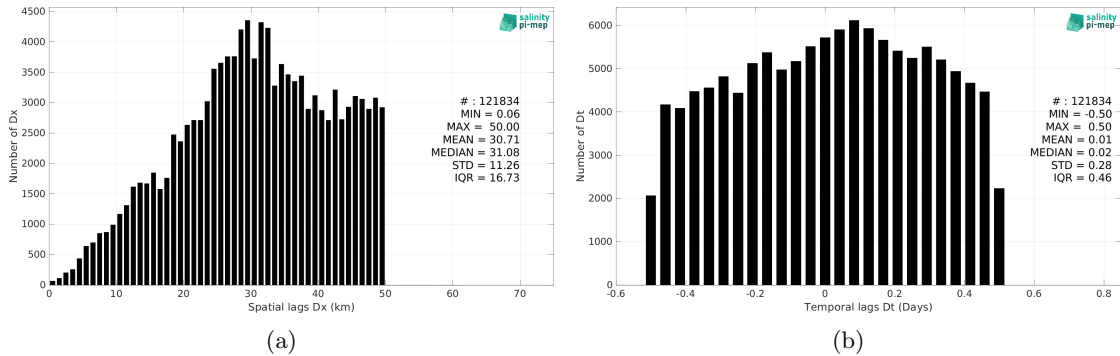 4500
4000
3500
3000
2500
2000
1500
1000
500
0
Number of Dx
0 10 20 30 40 50 60 70
Spatial lags Dx (km)
salinity
pi-mep
# : 121834
MIN = 0.06
MAX = 50.00
MEAN = 30.71
MEDIAN = 31.08
STD = 11.26
IQR = 16.73
(a)
6000
5000
4000
3000
2000
1000
0
Number of Dt
-0.6 -0.4 -0.2 0 0.2 0.4 0.6 0.8
Temporal lags Dt (Days)
salinity
pi-mep
# : 121834
MIN = -0.50
MAX = 0.50
MEAN = 0.01
MEDIAN = 0.02
STD = 0.28
IQR = 0.46
(b)